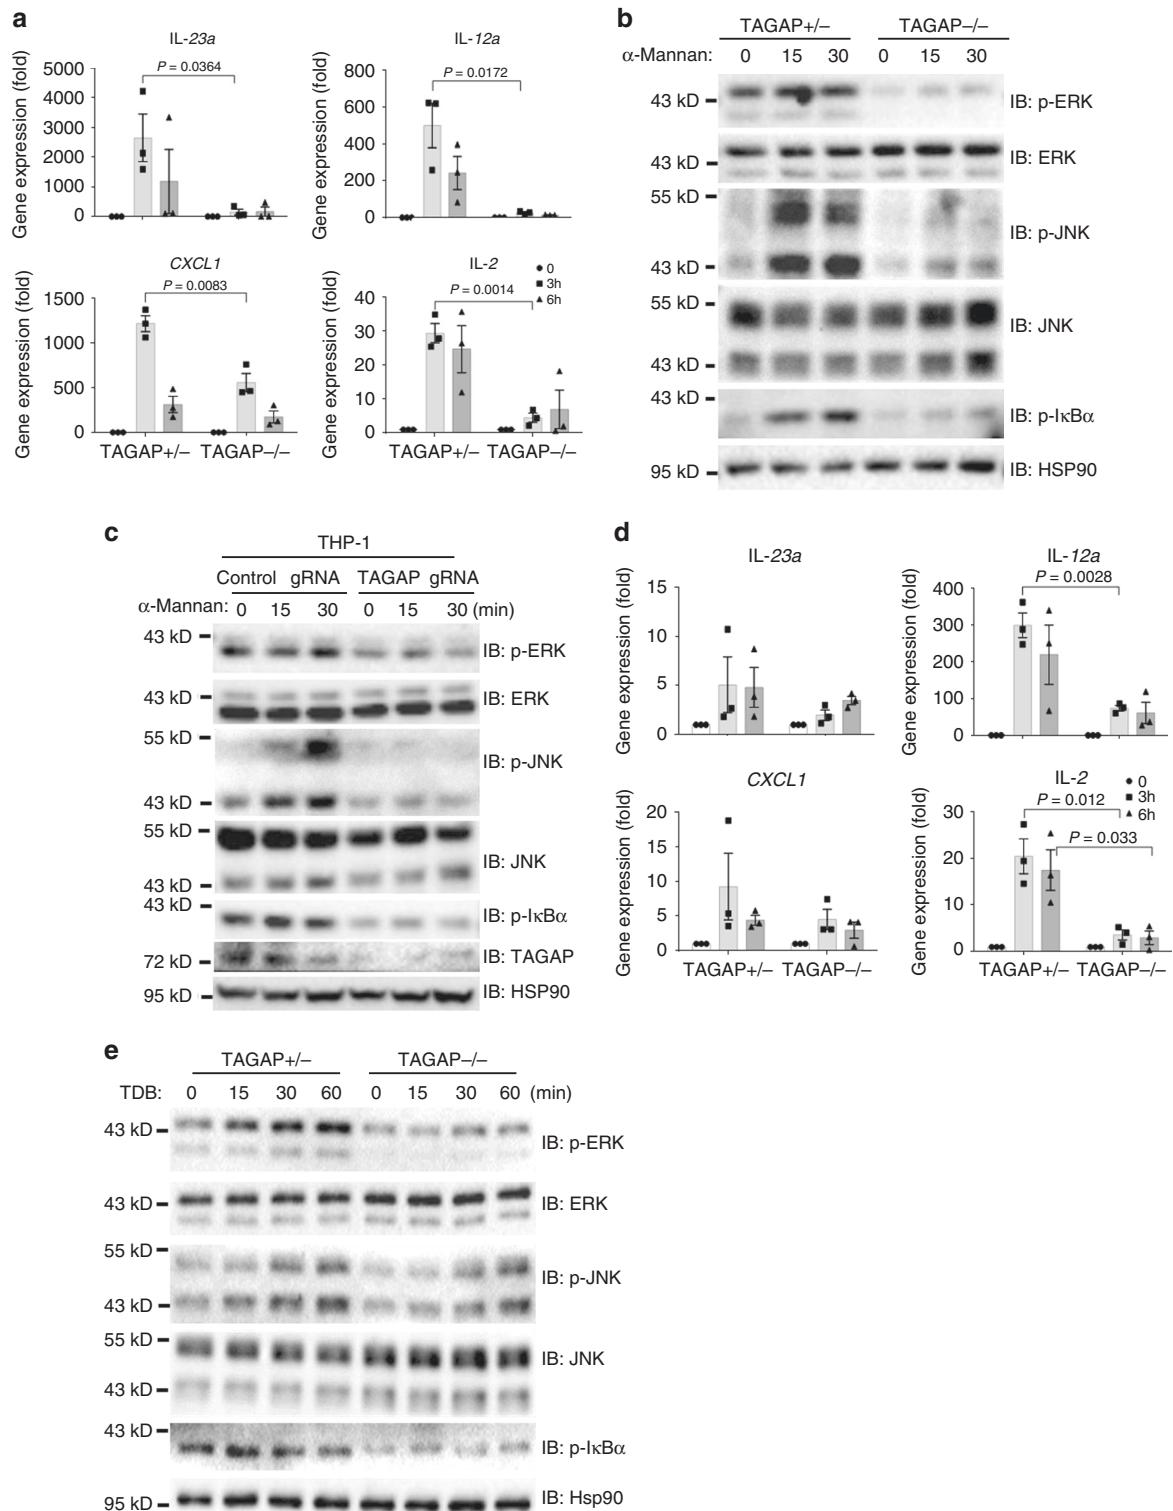 a
IL-23a
Gene expression (fold)
5000
4000
3000
2000
1000
0
P = 0.0364
IL-12a
Gene expression (fold)
800
600
400
200
0
P = 0.0172
CXCL1
Gene expression (fold)
1500
1000
500
0
P = 0.0083
TAGAP+/– TAGAP–/–
IL-2
Gene expression (fold)
40
30
20
10
0
P = 0.0014
0
3h
6h
TAGAP+/– TAGAP–/–
b
TAGAP+/– TAGAP–/–
α-Mannan: 0 15 30 0 15 30
43 kD IB: p-ERK
43 kD IB: ERK
55 kD
IB: p-JNK
43 kD
55 kD
IB: JNK
43 kD
43 kD
IB: p-IκBα
95 kD IB: HSP90
c
THP-1
Control gRNA TAGAP gRNA
α-Mannan: 0 15 30 0 15 30 (min)
43 kD
IB: p-ERK
43 kD IB: ERK
55 kD
IB: p-JNK
43 kD
55 kD
IB: JNK
43 kD
43 kD
IB: p-IκBα
72 kD IB: TAGAP
95 kD IB: HSP90
d
IL-23a
Gene expression (fold)
15
10
5
0
IL-12a
Gene expression (fold)
400
300
200
100
0
P = 0.0028
CXCL1
Gene expression (fold)
20
15
10
5
0
TAGAP+/– TAGAP–/–
IL-2
Gene expression (fold)
30
20
10
0
P = 0.012
P = 0.033
0
3h
6h
TAGAP+/– TAGAP–/–
e
TAGAP+/– TAGAP–/–
TDB: 0 15 30 60 0 15 30 60 (min)
43 kD IB: p-ERK
43 kD IB: ERK
55 kD
IB: p-JNK
43 kD
55 kD
IB: JNK
43 kD
43 kD
IB: p-IκBα
95 kD IB: Hsp90